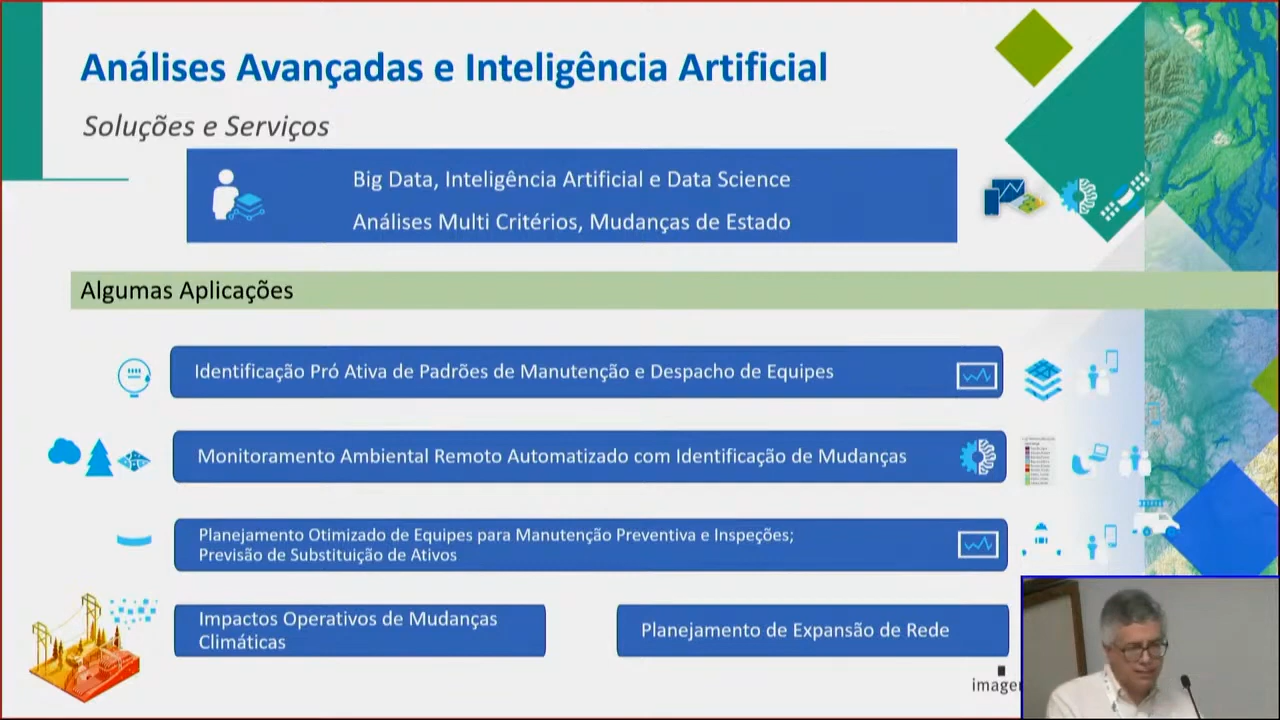 Análises Avançadas e Inteligência Artificial
Soluções e Serviços
Big Data, Inteligência Artificial e Data Science
Análises Multi Critérios, Mudanças de Estado
Algumas Aplicações
Identificação Pró Ativa de Padrões de Manutenção e Despacho de Equipes
Monitoramente Ambiental Remoto Automatizado com Identificação de Mudanças
Planejamento Otimizado de Equipes para Manutenção Preventiva e Inspeções;
Previsão de Substituição de Ativos
Impactos Operativos de Mudanças
Climáticas
Planejamento de Expansão de Rede